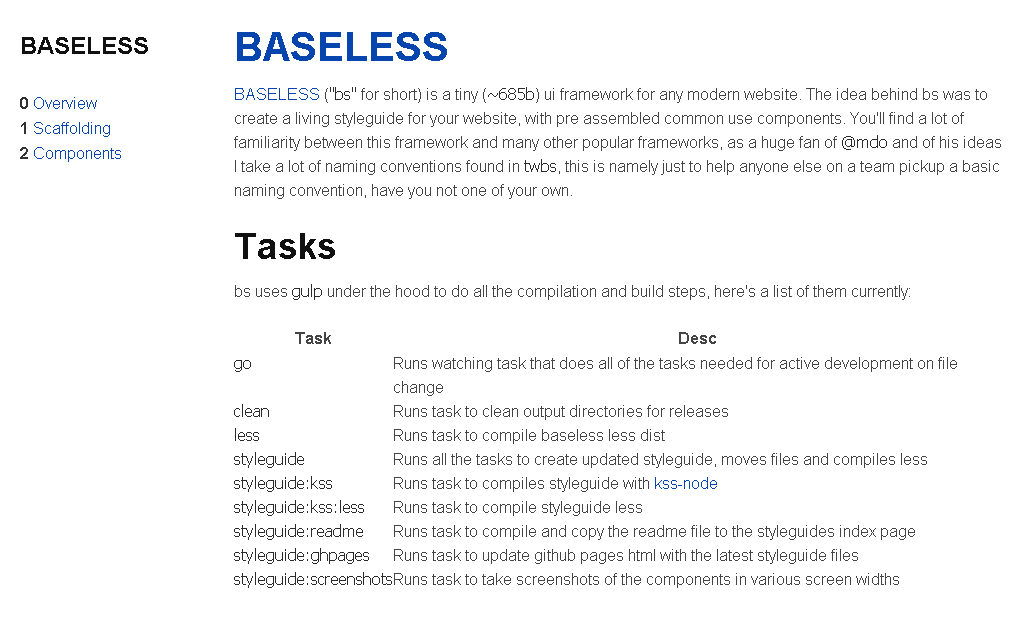 BASELESS
0 Overview
1 Scaffolding
2 Components
BASELESS
BASELESS ("bs" for short) is a tiny (~685b) ui framework for any modern website. The idea behind bs was to
create a living styleguide for your website, with pre assembled common use components. You'll find a lot of
familiarity between this framework and many other popular frameworks, as a huge fan of @mdo and of his ideas
I take a lot of naming conventions found in twbs, this is namely just to help anyone else on a team pickup a basic
naming convention, have you not one of your own.
Tasks
bs uses gulp under the hood to do all the compilation and build steps, here's a list of them currently:
Task Desc
go Runs watching task that does all of the tasks needed for active development on file
change
clean Runs task to clean output directories for releases
less Runs task to compile baseless less dist
styleguide Runs all the tasks to create updated styleguide, moves files and compiles less
styleguide:kss Runs task to compiles styleguide with kss-node
styleguide:kss:less Runs task to compile styleguide less
styleguide:readme Runs task to compile and copy the readme file to the styleguides index page
styleguide:ghpages Runs task to update github pages html with the latest styleguide files
styleguide:screenshots Runs task to take screenshots of the components in various screen widths